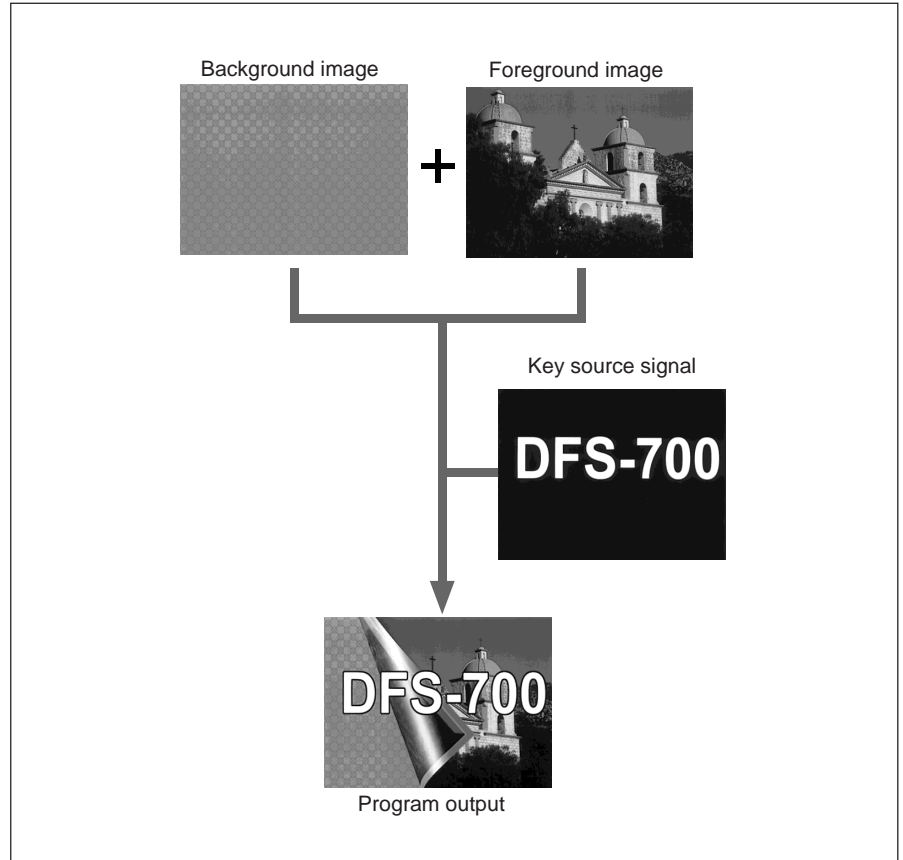 Background image
Foreground image
Key source signal
DFS-700
DFS-700
Program output